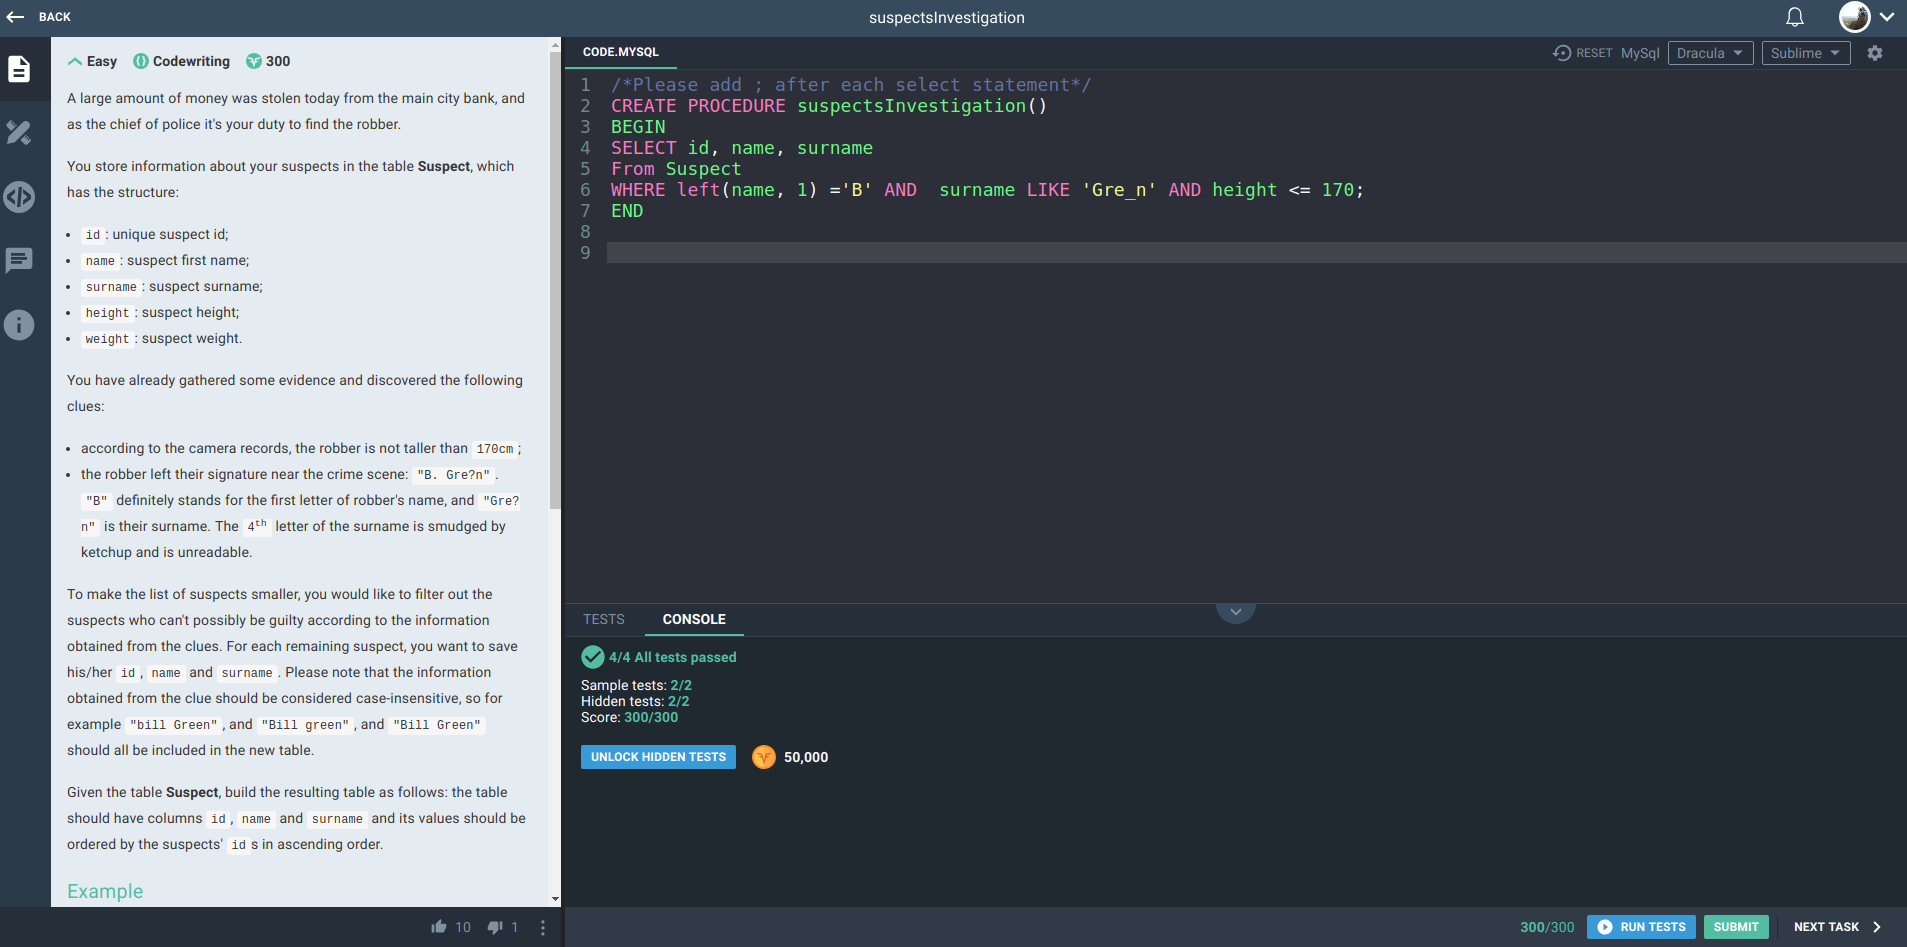 BACK
suspectsInvestigation
Easy Codewriting 300
A large amount of money was stolen today from the main city bank, and
as the chief of police it's your duty to find the robber.
You store information about your suspects in the table Suspect, which
has the structure:
id : unique suspect id;
name : suspect first name;
surname : suspect surname;
height : suspect height;
weight : suspect weight.
You have already gathered some evidence and discovered the following
clues:
according to the camera records, the robber is not taller than 170cm ;
the robber left their signature near the crime scene: "B. Gre?n" .
"B" definitely stands for the first letter of robber's name, and "Gre?
n" is their surname. The 4th letter of the surname is smudged by
ketchup and is unreadable.
To make the list of suspects smaller, you would like to filter out the
suspects who can't possibly be guilty according to the information
obtained from the clues. For each remaining suspect, you want to save
his/her id , name and surname . Please note that the information
obtained from the clue should be considered case-insensitive, so for
example "bill Green" , and "Bill green" , and "Bill Green"
should all be included in the new table.
Given the table Suspect, build the resulting table as follows: the table
should have columns id , name and surname and its values should be
ordered by the suspects' id s in ascending order.
Example
10 1
CODE.MYSQL
RESET MySql Dracula Sublime
1 /*Please add ; after each select statement*/
2 CREATE PROCEDURE suspectsInvestigation()
3 BEGIN
4 SELECT id, name, surname
5 From Suspect
6 WHERE left(name, 1) ='B' AND  surname LIKE 'Gre_n' AND height <= 170;
7 END
8
9
TESTS CONSOLE
4/4 All tests passed
Sample tests: 2/2
Hidden tests: 2/2
Score: 300/300
UNLOCK HIDDEN TESTS 50,000
300/300 RUN TESTS SUBMIT NEXT TASK